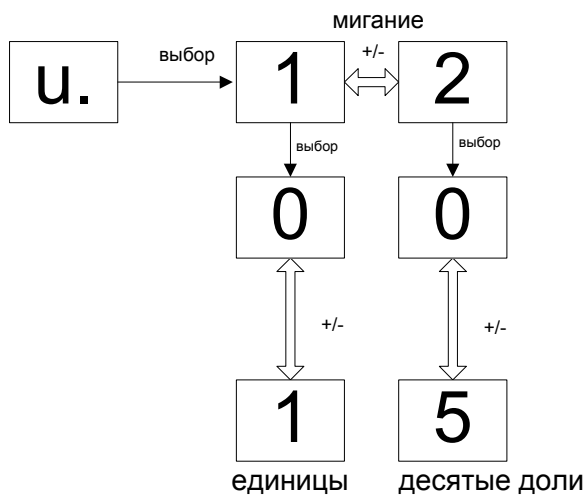 мигание
выбор
+/-
u.
1
2
выбор
выбор
0
0
+/-
+/-
1
5
единицы
десятые доли